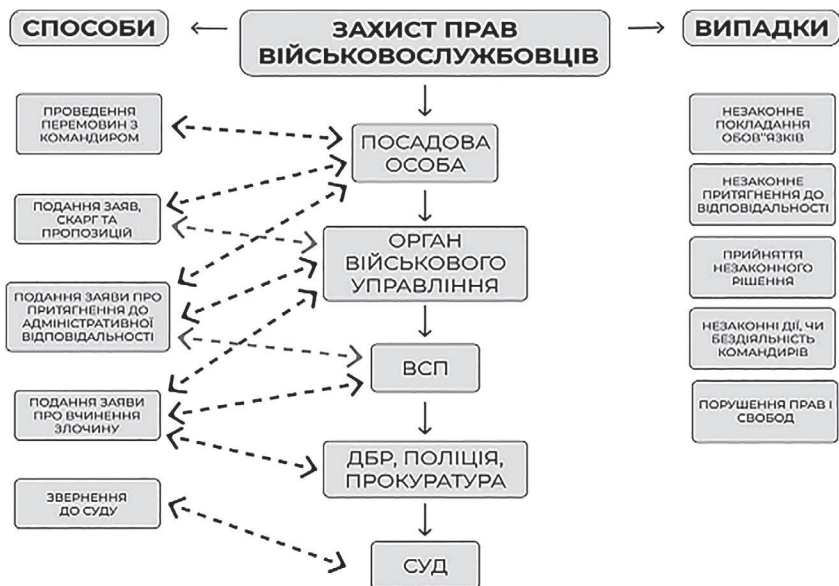 СПОСОБИ
ЗАХИСТ ПРАВ
ВІЙСЬКОВОСЛУЖБОВЦІВ
ВИПАДКИ
ПРОВЕДЕННЯ
ПЕРЕМОВИН З
КОМАНДИРОМ
ПОДАННЯ ЗАЯВ,
СКАРГ ТА
ПРОПОЗИЦІЙ
ПОДАННЯ ЗАЯВИ ПРО
ПРИТЯГНЕННЯ ДО
АДМІНІСТРАТИВНОЇ
ВІДПОВІДАЛЬНОСТІ
ПОДАННЯ ЗАЯВИ
ПРО ВЧИНЕННЯ
ЗЛОЧИНУ
ЗВЕРНЕННЯ
ДО СУДУ
ПОСАДОВА
ОСОБА
ОРГАН
ВІЙСЬКОВОГО
УПРАВЛІННЯ
ВСП
ДБР, ПОЛІЦІЯ,
ПРОКУРАТУРА
СУД
НЕЗАКОННЕ
ПОКЛАДАННЯ
ОБОВ"ЯЗКІВ
НЕЗАКОННЕ
ПРИТЯГНЕННЯ ДО
ВІДПОВІДАЛЬНОСТІ
ПРИЙНЯТТЯ
НЕЗАКОННОГО
РІШЕННЯ
НЕЗАКОННІ ДІЇ, ЧИ
БЕЗДІЯЛЬНІСТЬ
КОМАНДИРІВ
ПОРУШЕННЯ ПРАВ І
СВОБОД